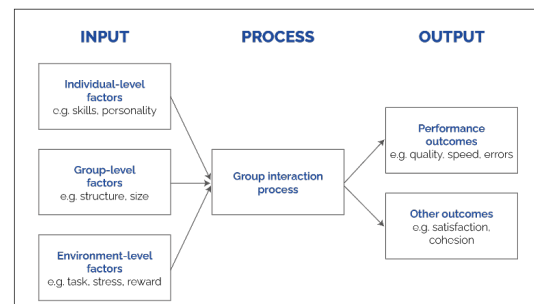 INPUT
PROCESS
OUTPUT
Individual-level
factors
e.g. skills, personality
Group-level
factors
e.g. structure, size
Environment-level
factors
e.g. task, stress, reward
Group interaction
process
Performance
outcomes
e.g. quality, speed, errors
Other outcomes
e.g. satisfaction,
cohesion